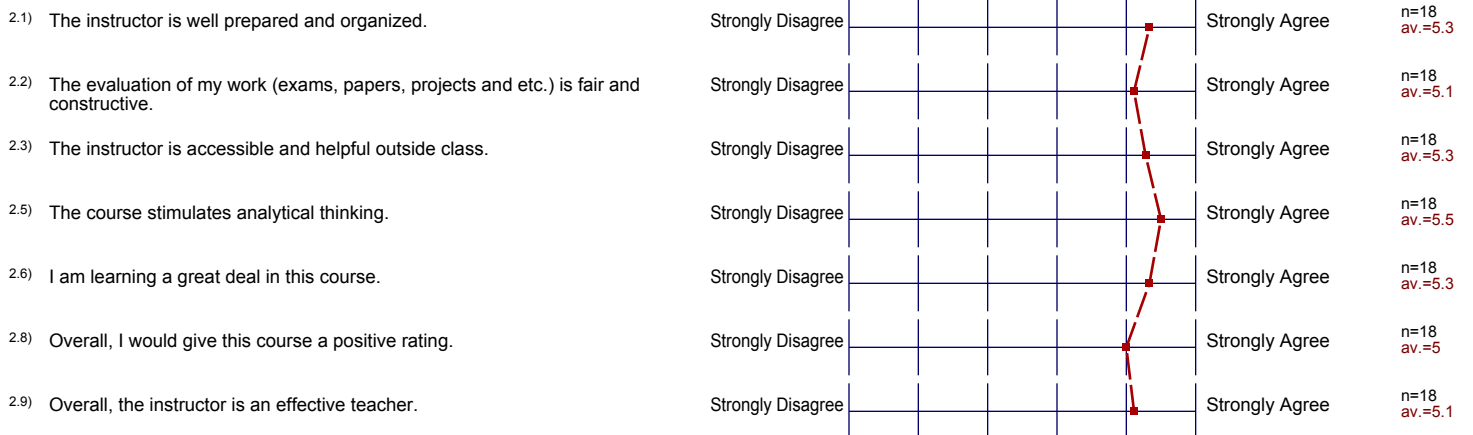 2.1) The instructor is well prepared and organized. Strongly Disagree Strongly Agree n=18
av.=5.3
2.2) The evaluation of my work (exams, papers, projects and etc.) is fair and Strongly Disagree Strongly Agree n=18
constructive. av.=5.1
2.3) The instructor is accessible and helpful outside class. Strongly Disagree Strongly Agree n=18
av.=5.3
2.5) The course stimulates analytical thinking. Strongly Disagree Strongly Agree n=18
av.=5.5
2.6) I am learning a great deal in this course. Strongly Disagree Strongly Agree n=18
av.=5.3
2.8) Overall, I would give this course a positive rating. Strongly Disagree Strongly Agree n=18
av.=5
2.9) Overall, the instructor is an effective teacher. Strongly Disagree Strongly Agree n=18
av.=5.1